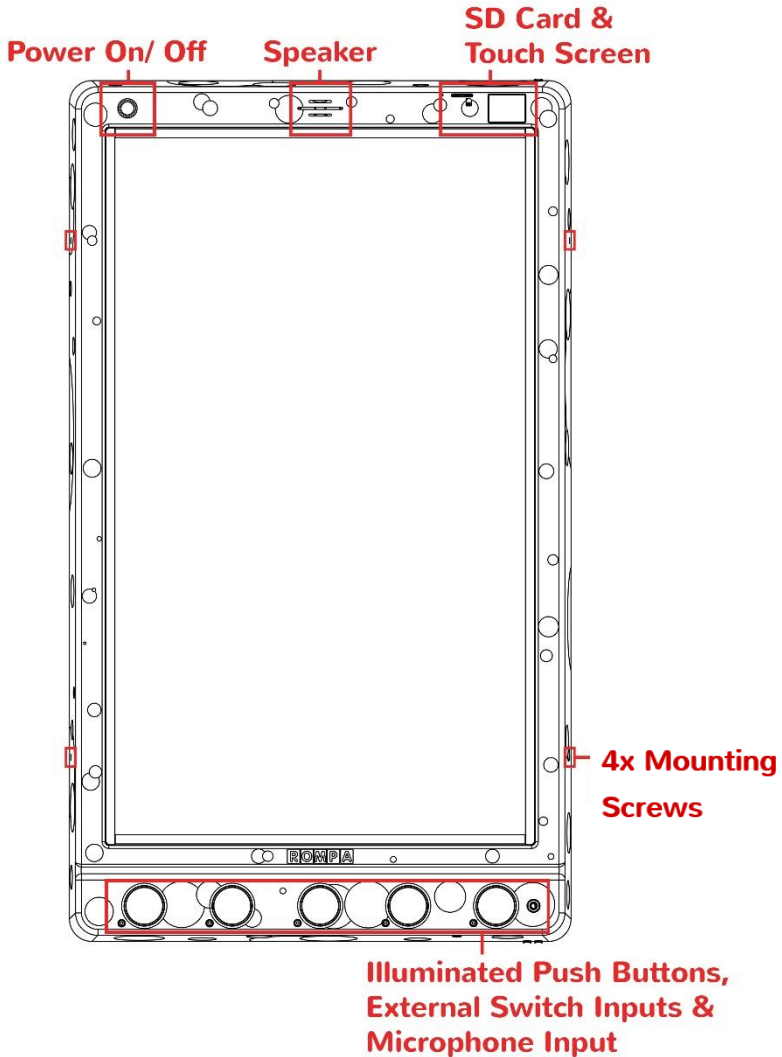 SD Card &
Touch Screen
Power On/ Off
Speaker
4x Mounting
Screws
ROMPA
Illuminated Push Buttons,
External Switch Inputs &
Microphone Input